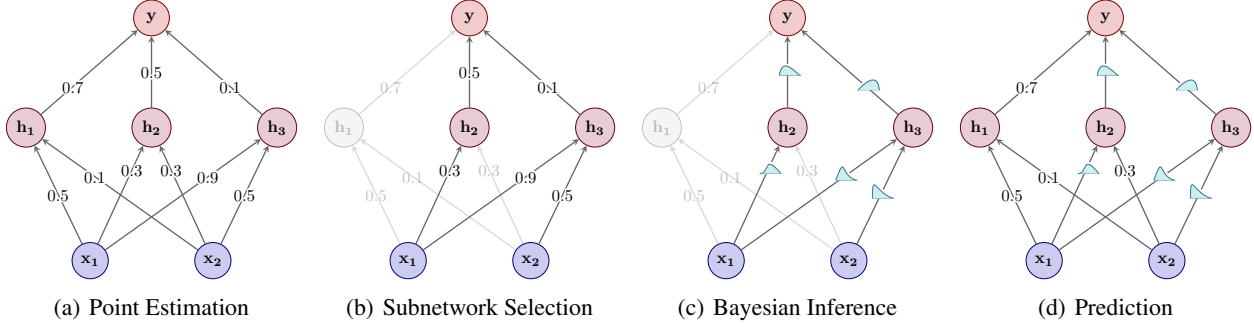 y y y y
0.7 0.5 0.1 0.7 0.5 0.1 0.7 0.7
h₁ h₂ h₃ h₁ h₂ h₃ h₁ h₂ h₃ h₁ h₂ h₃
0.5 0.1 0.3 0.3 0.9 0.5 0.5 0.1 0.3 0.3 0.9 0.5 0.5 0.1 0.3 0.5 0.1 0.3
x₁ x₂ x₁ x₂ x₁ x₂ x₁ x₂
(a) Point Estimation (b) Subnetwork Selection (c) Bayesian Inference (d) Prediction